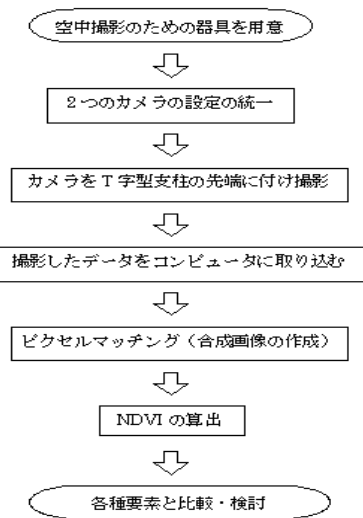 空中撮影のための器具を用意
2つのカメラの設定の統一
カメラをT字型支柱の先端に付け撮影
撮影したデータをコンピュータに取り込む
ピクセルマッチング（合成画像の作成）
NDVIの算出
各種要素と比較・検討